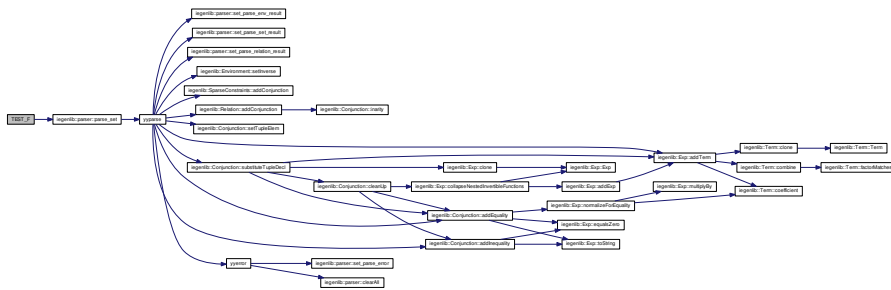 iegenlib::parser::set_parse_env_result
iegenlib::parser::set_parse_set_result
iegenlib::parser::set_parse_relation_result
iegenlib::Environment::setInverse
iegenlib::SparseConstraints::addConjunction
iegenlib::Relation::addConjunction
iegenlib::Conjunction::inarity
TEST_F
iegenlib::parser::parse_set
yyparse
iegenlib::Conjunction::setTupleElem
iegenlib::Term::clone
iegenlib::Term::Term
iegenlib::Exp::addTerm
iegenlib::Conjunction::substituteTupleDecl
iegenlib::Exp::clone
iegenlib::Exp::Exp
iegenlib::Term::combine
iegenlib::Term::factorMatches
iegenlib::Conjunction::cleanUp
iegenlib::Exp::collapseNestedInvertibleFunctions
iegenlib::Exp::addExp
iegenlib::Exp::multiplyBy
iegenlib::Term::coefficient
iegenlib::Exp::normalizeForEquality
iegenlib::Conjunction::addEquality
iegenlib::Exp::equalsZero
iegenlib::Conjunction::addInequality
iegenlib::Exp::toString
yyerror
iegenlib::parser::set_parse_error
iegenlib::parser::clearAll